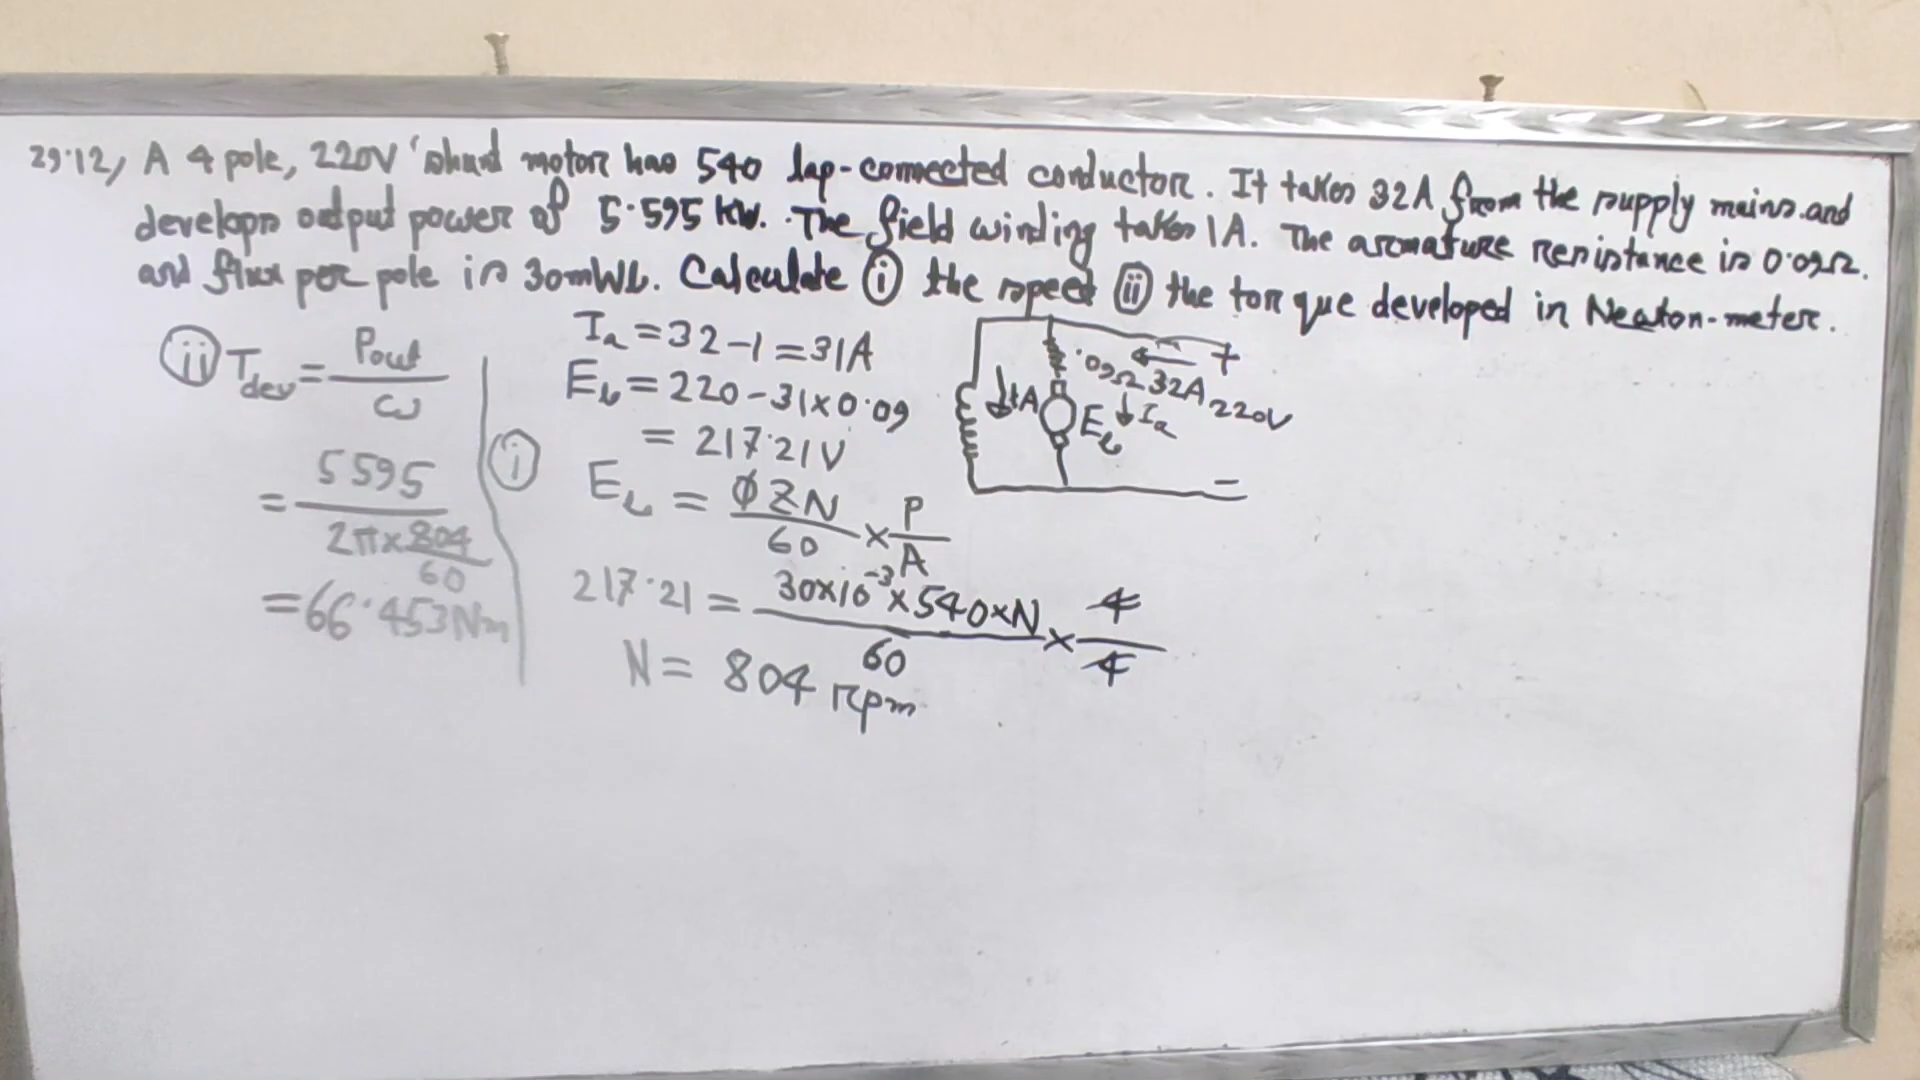 29.12, A 4 pole, 220V shunt motor has 540 lap-connected conductor. It takes 32A from the supply mains and
develops output power of 5.595 KW. The field winding takes 1A. The armature resistance is 0.09Ω.
and flux per pole is 30mWb. Calculate (i) the speed (ii) the torque developed in Newton-meter.
(ii) T_dev = Pout / ω
= 5595 / (2π × 804/60)
= 66.453 Nm
Ia = 32 - 1 = 31A
Eb = 220 - 31 × 0.09
= 217.21V
(i) Eb = ØZN/60 × P/A
217.21 = 30×10⁻³×540×N / 60 × 4/4
N = 804 rpm
+
.09Ω 32A
1A Eb Ia 220V
-